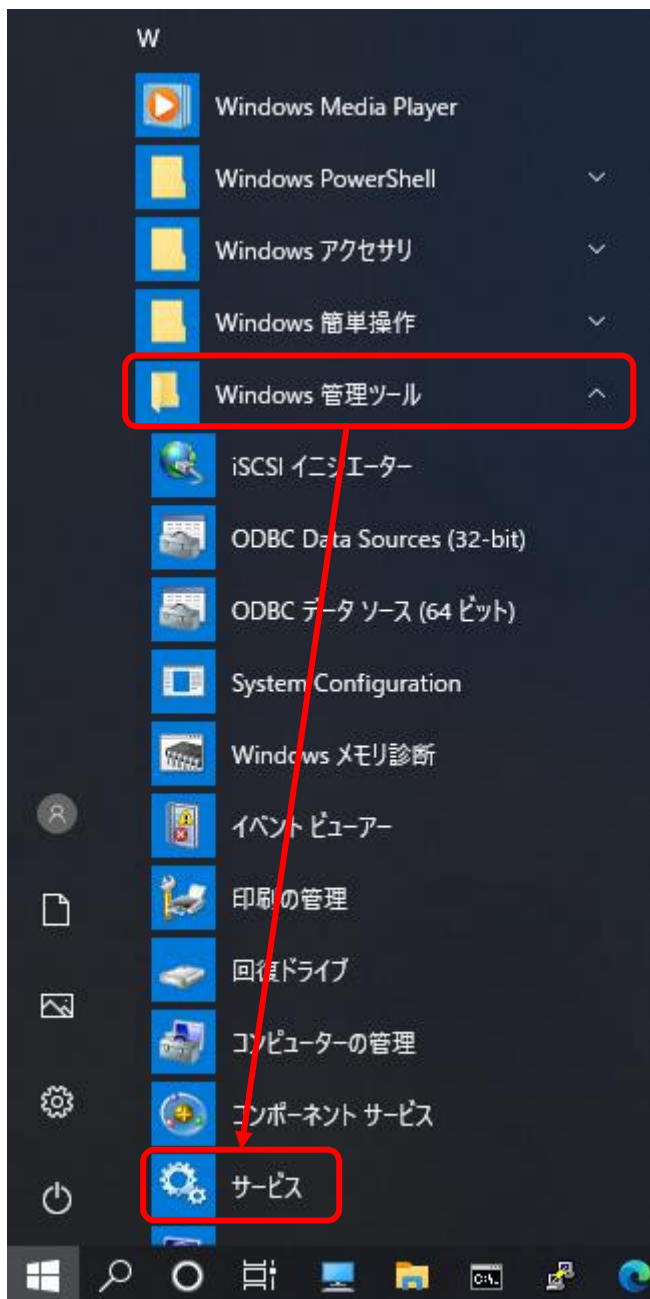 W
Windows Media Player
Windows PowerShell
Windows アクセサリ
Windows 簡単操作
Windows 管理ツール
iSCSI イニシエーター
ODBC Data Sources (32-bit)
ODBC データ ソース (64 ビット)
System Configuration
Windows メモリ診断
イベント ビューアー
印刷の管理
回復ドライブ
コンピューターの管理
コンポーネント サービス
サービス